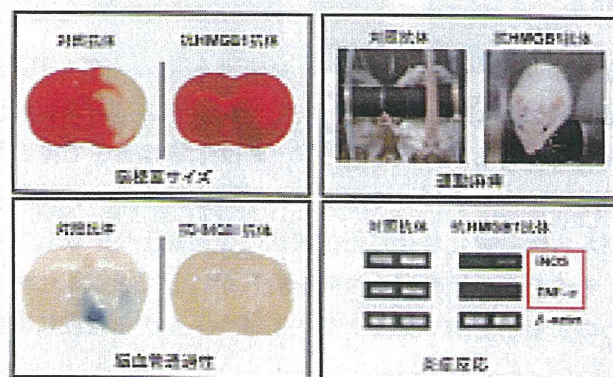 対照抗体 抗HMGB1抗体
脳梗塞サイズ
対照抗体 抗HMGB1抗体
運動麻痺
対照抗体 抗HMGB1抗体
脳血管透過性
対照抗体 抗HMGB1抗体
iNOS
TNF-α
β-actin
炎症反応